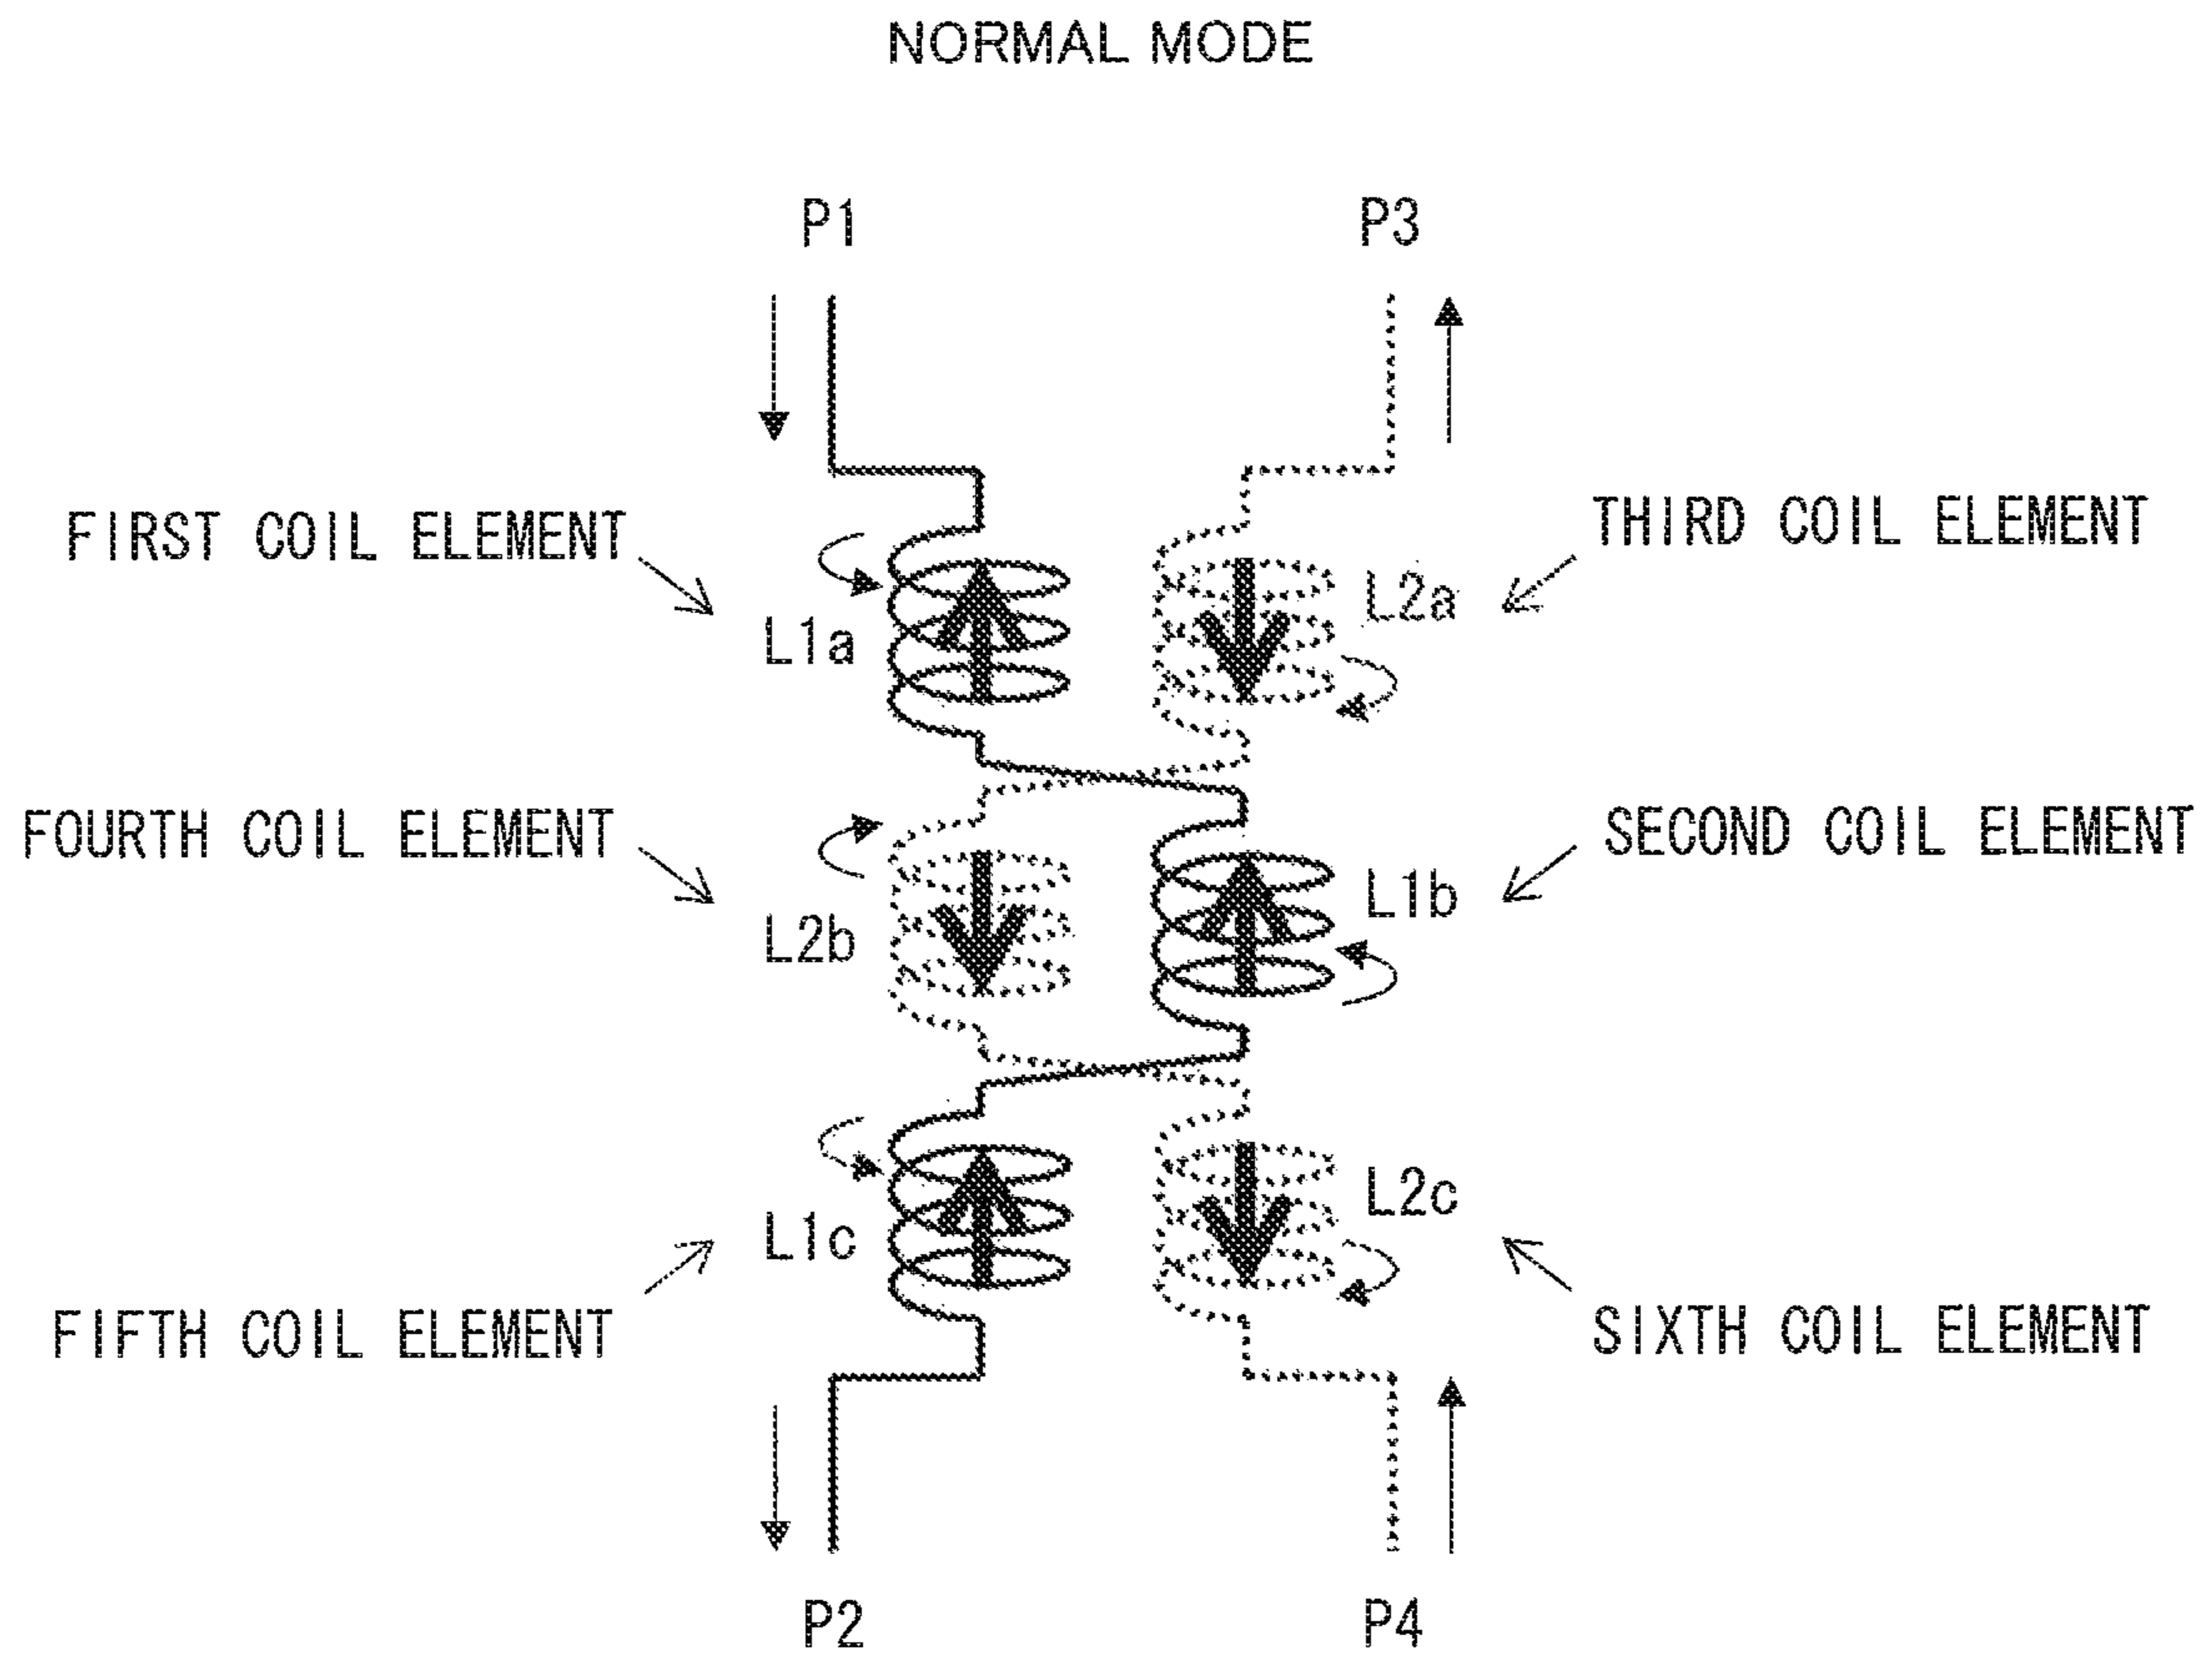 NORMAL MODE
P1
P3
FIRST COIL ELEMENT
THIRD COIL ELEMENT
L1a
L2a
FOURTH COIL ELEMENT
SECOND COIL ELEMENT
L2b
L1b
L1c
L2c
FIFTH COIL ELEMENT
SIXTH COIL ELEMENT
P2
P4